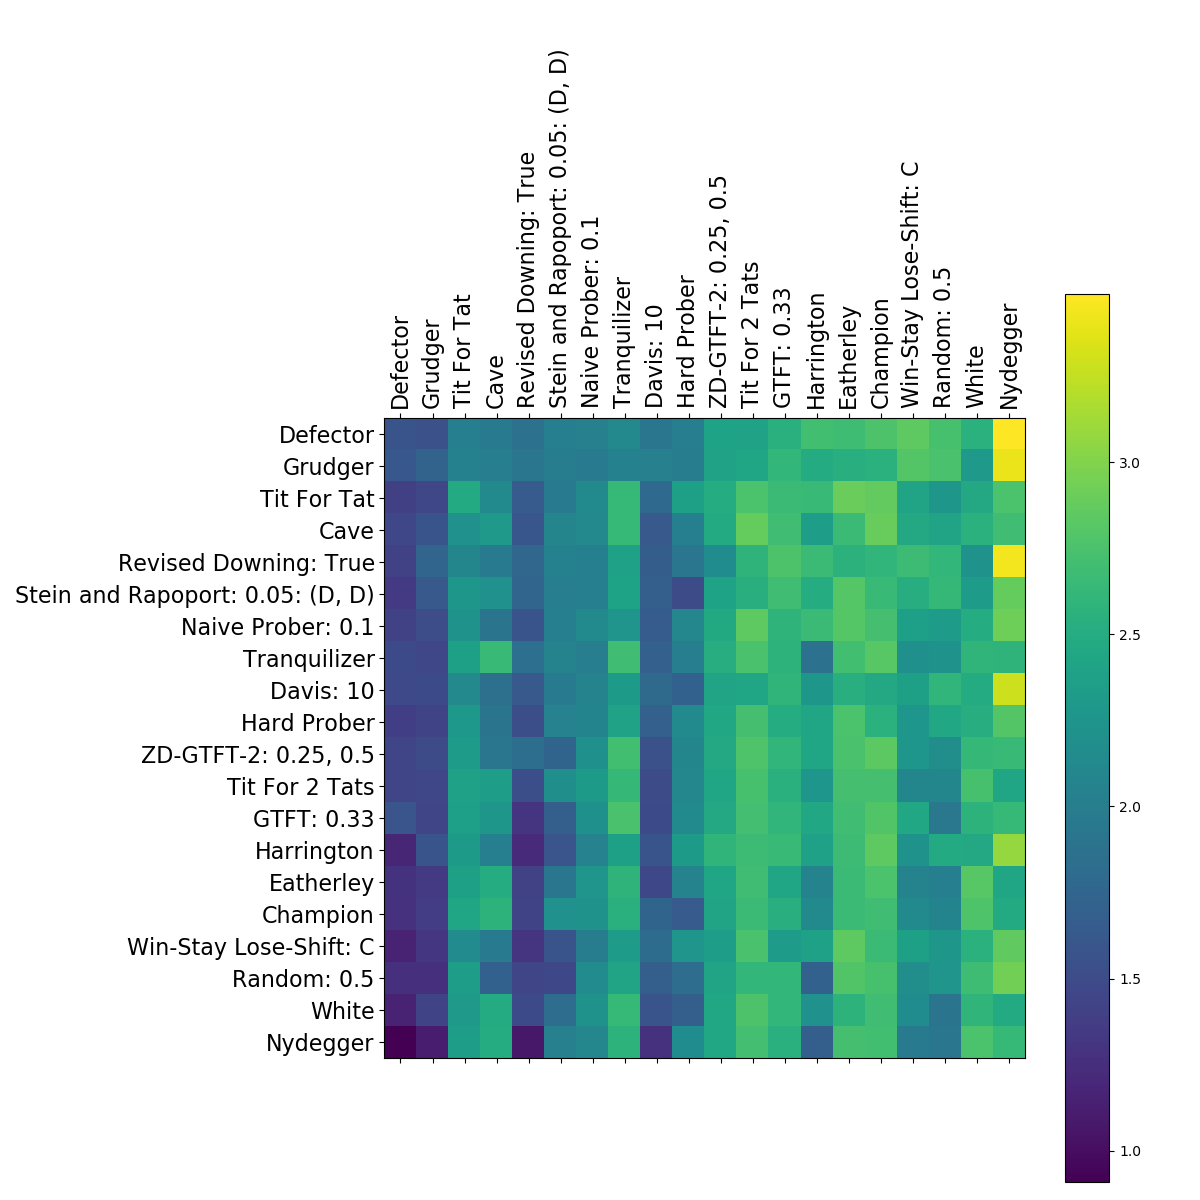 Defector
Grudger
Tit For Tat
Cave
Revised Downing: True
Stein and Rapoport: 0.05: (D, D)
Naive Prober: 0.1
Tranquilizer
Davis: 10
Hard Prober
ZD-GTFT-2: 0.25, 0.5
Tit For 2 Tats
GTFT: 0.33
Harrington
Eatherley
Champion
Win-Stay Lose-Shift: C
Random: 0.5
White
Nydegger
Defector
Grudger
Tit For Tat
Cave
Revised Downing: True
Stein and Rapoport: 0.05: (D, D)
Naive Prober: 0.1
Tranquilizer
Davis: 10
Hard Prober
ZD-GTFT-2: 0.25, 0.5
Tit For 2 Tats
GTFT: 0.33
Harrington
Eatherley
Champion
Win-Stay Lose-Shift: C
Random: 0.5
White
Nydegger
3.0
2.5
2.0
1.5
1.0